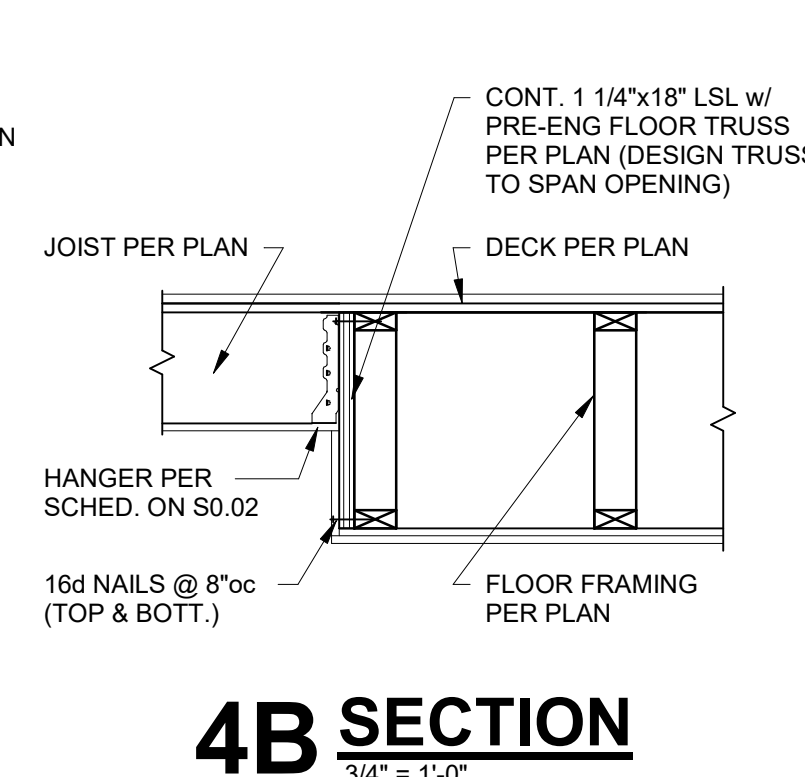 N
CONT. 1 1/4"x18" LSL w/
PRE-ENG FLOOR TRUSS
PER PLAN (DESIGN TRUSS
TO SPAN OPENING)
JOIST PER PLAN
DECK PER PLAN
HANGER PER
SCHED. ON S0.02
16d NAILS @ 8"oc
(TOP & BOTT.)
FLOOR FRAMING
PER PLAN
4B SECTION
3/4" = 1'-0"